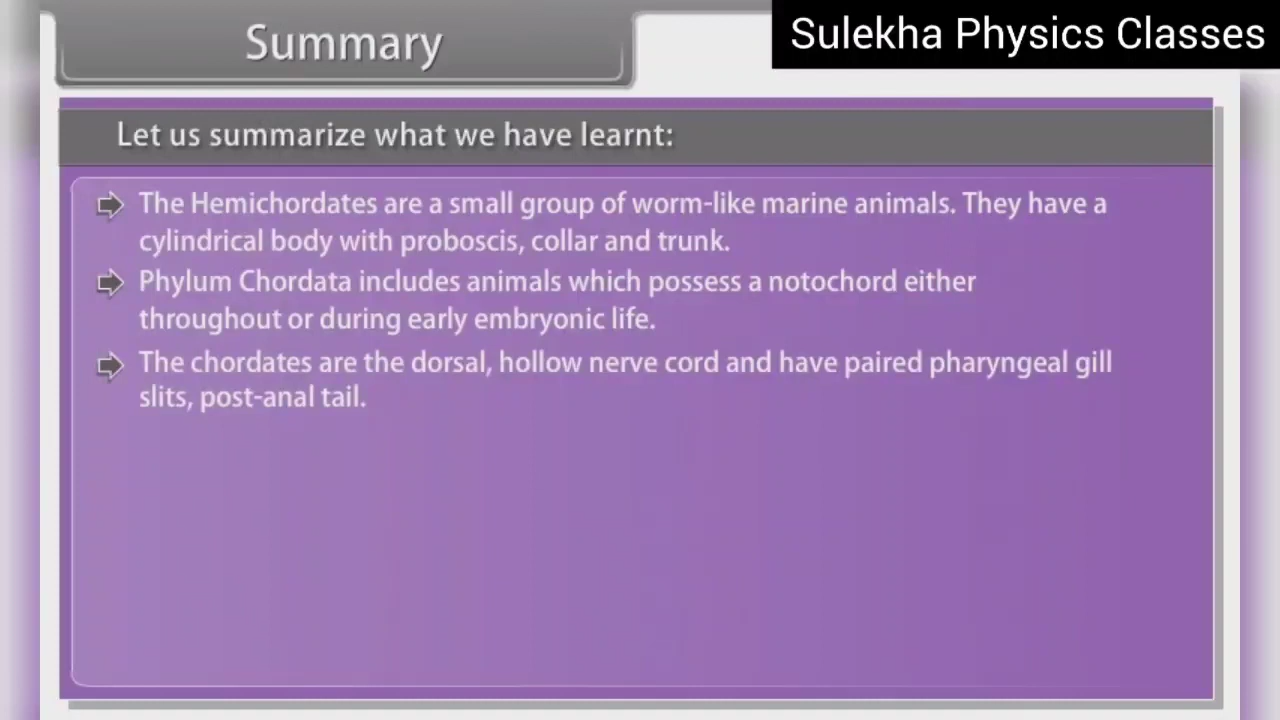 Summary
Sulekha Physics Classes
Let us summarize what we have learnt:
The Hemichordates are a small group of worm-like marine animals. They have a
cylindrical body with proboscis, collar and trunk.
Phylum Chordata includes animals which possess a notochord either
throughout or during early embryonic life.
The chordates are the dorsal, hollow nerve cord and have paired pharyngeal gill
slits, post-anal tail.